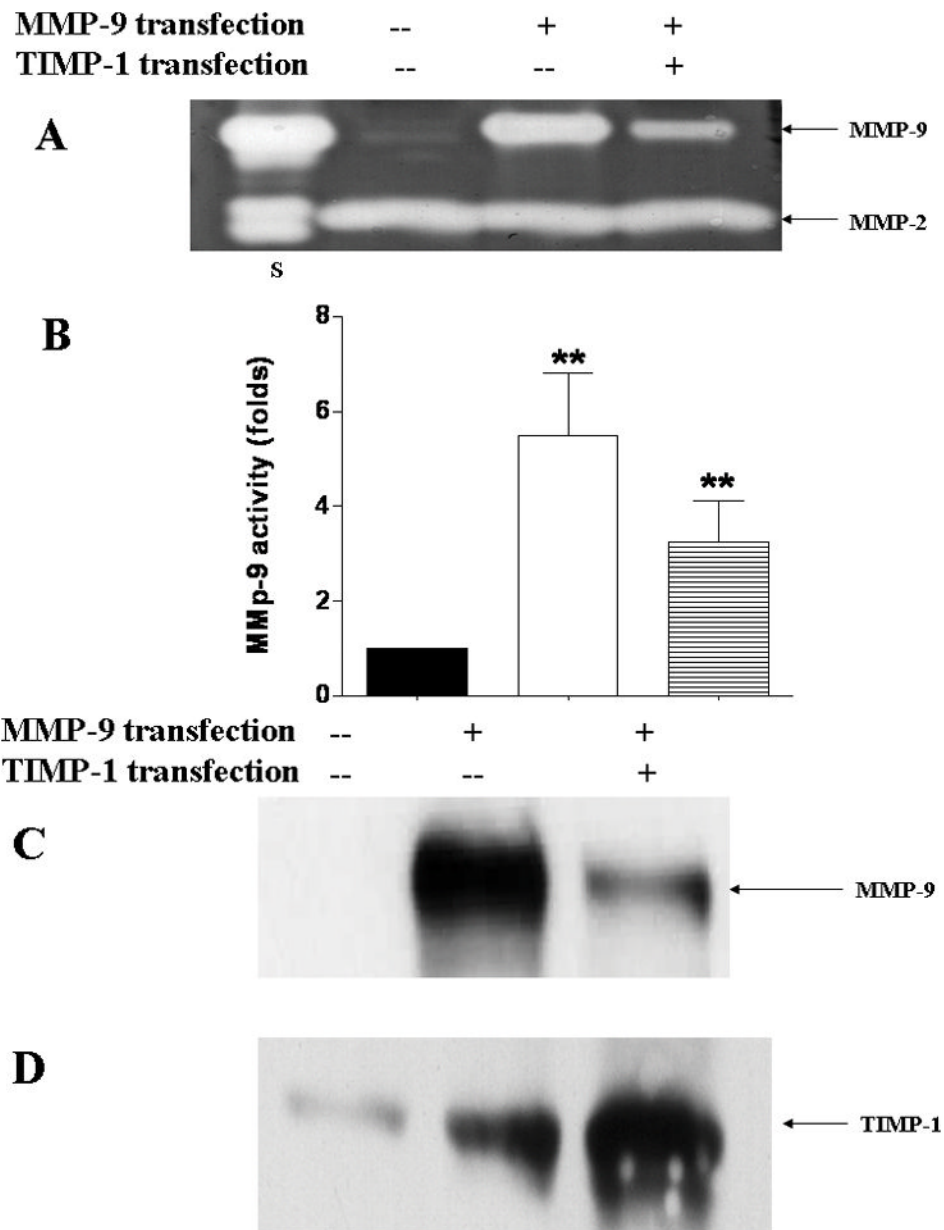 MMP-9 transfection -- + +
TIMP-1 transfection -- -- +
A
MMP-9
MMP-2
s
B
MMp-9 activity (folds)
8
6
4
2
0
**
**
MMP-9 transfection -- + +
TIMP-1 transfection -- -- +
C
MMP-9
D
TIMP-1